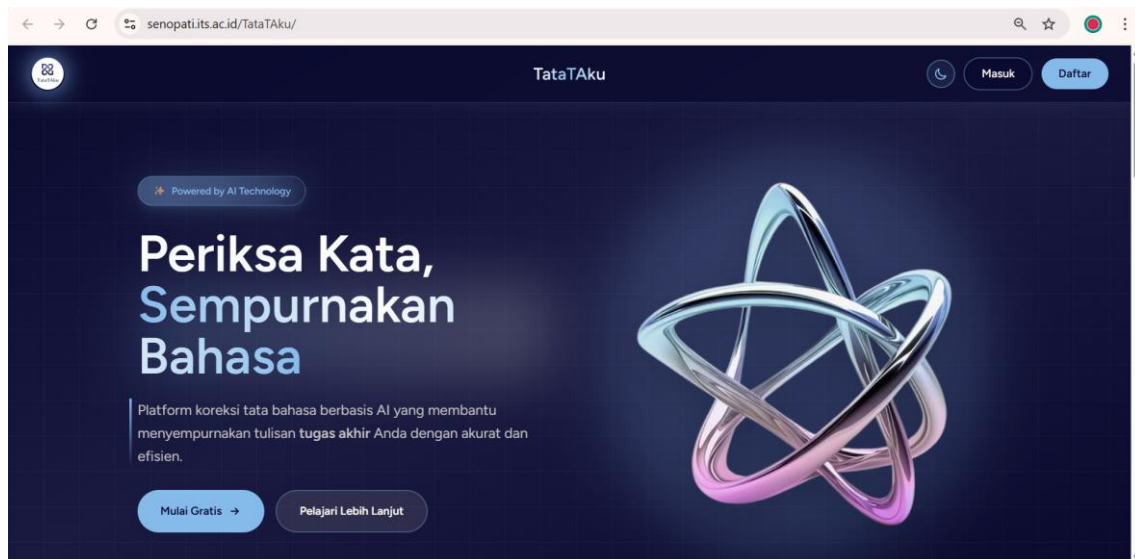 senopati.its.ac.id/TataTAku/
TataTAku
TataTAku
Masuk
Daftar
Powered by AI Technology
Periksa Kata,
Sempurnakan
Bahasa
Platform koreksi tata bahasa berbasis AI yang membantu
menyempurnakan tulisan tugas akhir Anda dengan akurat dan
efisien.
Mulai Gratis →
Pelajari Lebih Lanjut